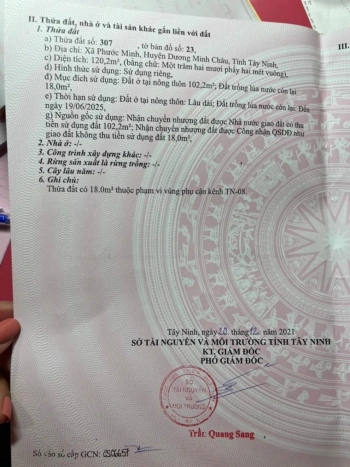 II. Thửa đất, nhà ở và tài sản khác gắn liền với đất
III.
1. Thửa đất
a) Thửa đất số: 307, tờ bản đồ số: 23,
b) Địa chỉ: Xã Phước Minh, Huyện Dương Minh Châu, Tỉnh Tây Ninh,
c) Diện tích: 120,2m², (bằng chữ: Một trăm hai mươi phẩy hai mét vuông),
d) Hình thức sử dụng: Sử dụng riêng,
đ) Mục đích sử dụng: Đất ở tại nông thôn 102,2m²; Đất trồng lúa nước còn lại
18,0m²,
e) Thời hạn sử dụng: Đất ở tại nông thôn: Lâu dài; Đất trồng lúa nước còn lại: Đến
ngày 19/06/2025,
g) Nguồn gốc sử dụng: Nhận chuyển nhượng đất được Nhà nước giao đất có thu
tiền sử dụng đất 102,2m²; Nhận chuyển nhượng đất được Công nhận QSDĐ như
giao đất không thu tiền sử dụng đất 18,0m²,
2. Nhà ở: -/-
3. Công trình xây dựng khác: -/-
4. Rừng sản xuất là rừng trồng: -/-
5. Cây lâu năm: -/-
6. Ghi chú:
Thửa đất có 18.0m² thuộc phạm vi vùng phụ cận kênh TN-08.
Tây Ninh, ngày 20 tháng 12 năm 2021
SỞ TÀI NGUYÊN VÀ MÔI TRƯỜNG TỈNH TÂY NINH
KT. GIÁM ĐỐC
PHÓ GIÁM ĐỐC
SỞ
TÀI NGUYÊN
VÀ
MÔI TRƯỜNG
Trần Quang Sang
Số vào sổ cấp GCN: